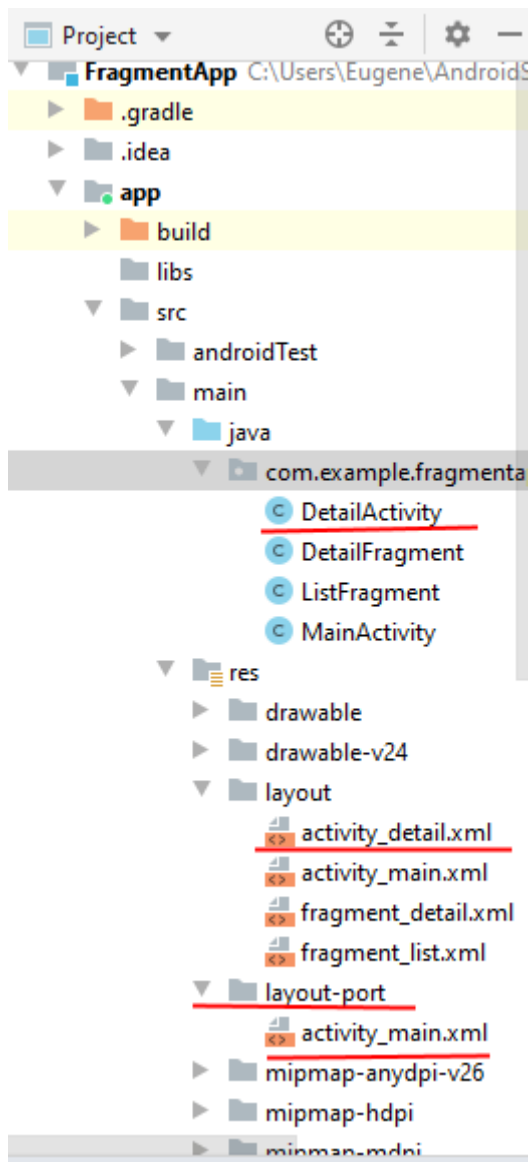 Project
FragmentApp C:\Users\Eugene\AndroidS
.gradle
.idea
app
build
libs
src
androidTest
main
java
com.example.fragmenta
DetailActivity
DetailFragment
ListFragment
MainActivity
res
drawable
drawable-v24
layout
activity_detail.xml
activity_main.xml
fragment_detail.xml
fragment_list.xml
layout-port
activity_main.xml
mipmap-anydpi-v26
mipmap-hdpi
mipmap-mdpi